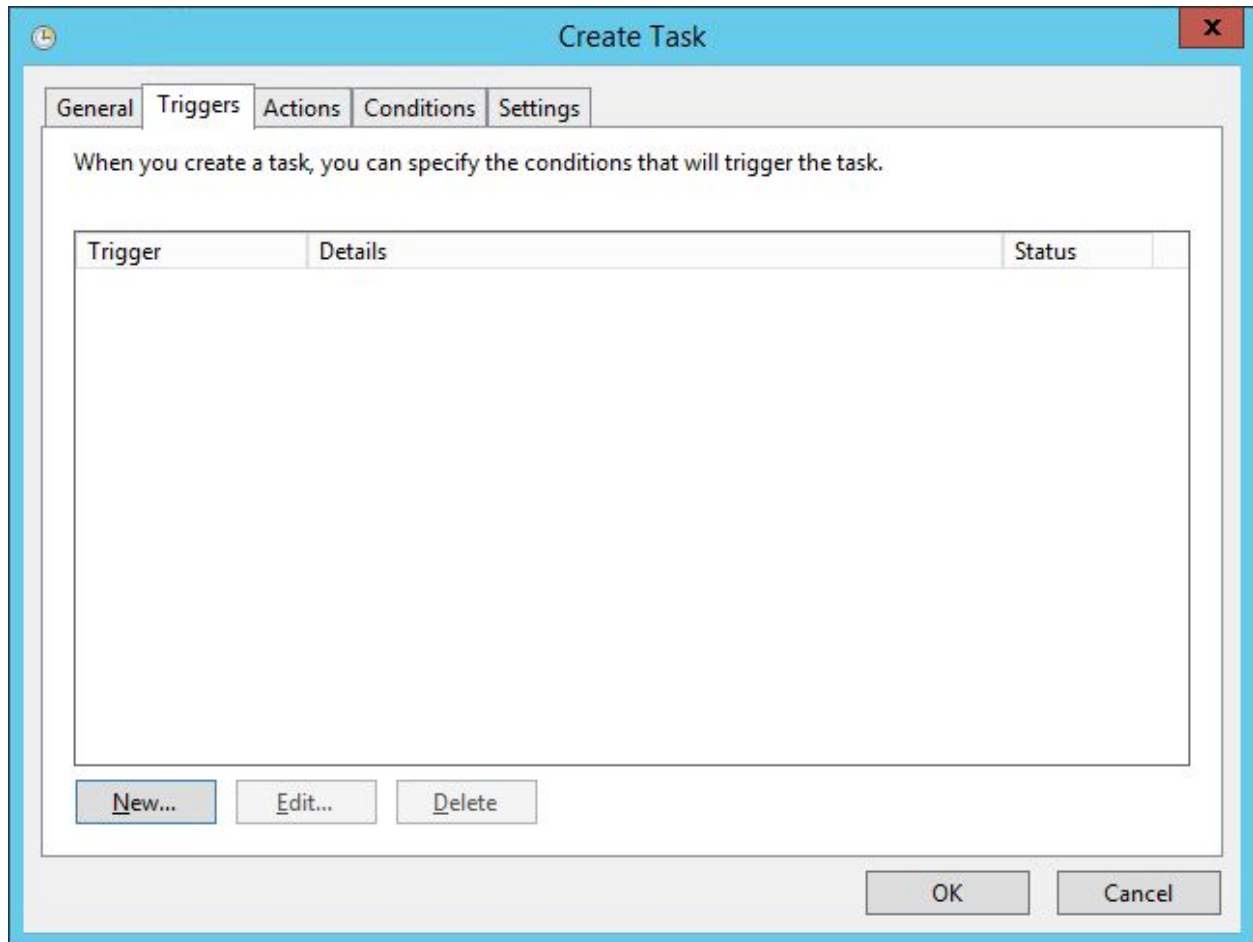 Create Task
x
General Triggers Actions Conditions Settings
When you create a task, you can specify the conditions that will trigger the task.
Trigger Details Status
New... Edit... Delete
OK Cancel